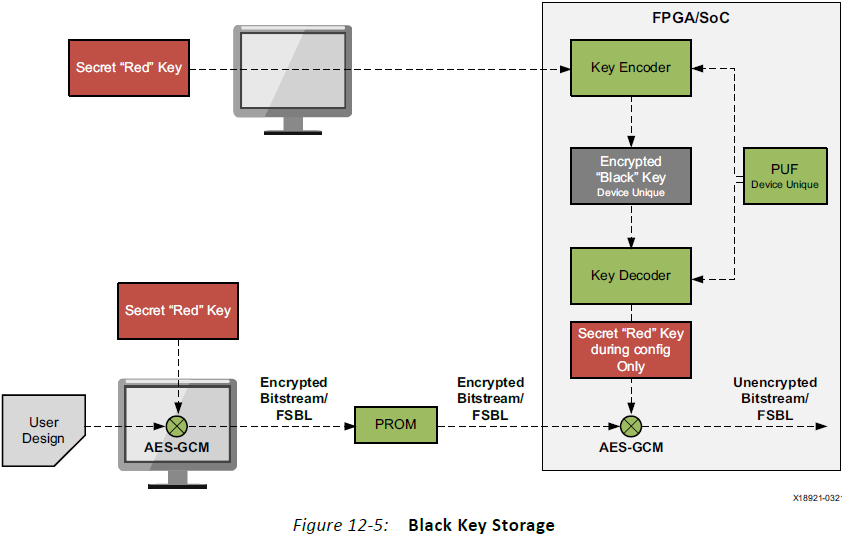 FPGA/SoC
Secret “Red” Key
Key Encoder
Encrypted
“Black” Key
Device Unique
PUF
Device Unique
Key Decoder
Secret “Red” Key
Secret “Red” Key
during config
Only
Encrypted
Bitstream/
FSBL
Encrypted
Bitstream/
FSBL
Unencrypted
Bitstream/
FSBL
User
Design
AES-GCM
PROM
AES-GCM
X18921-0321
Figure 12-5: Black Key Storage